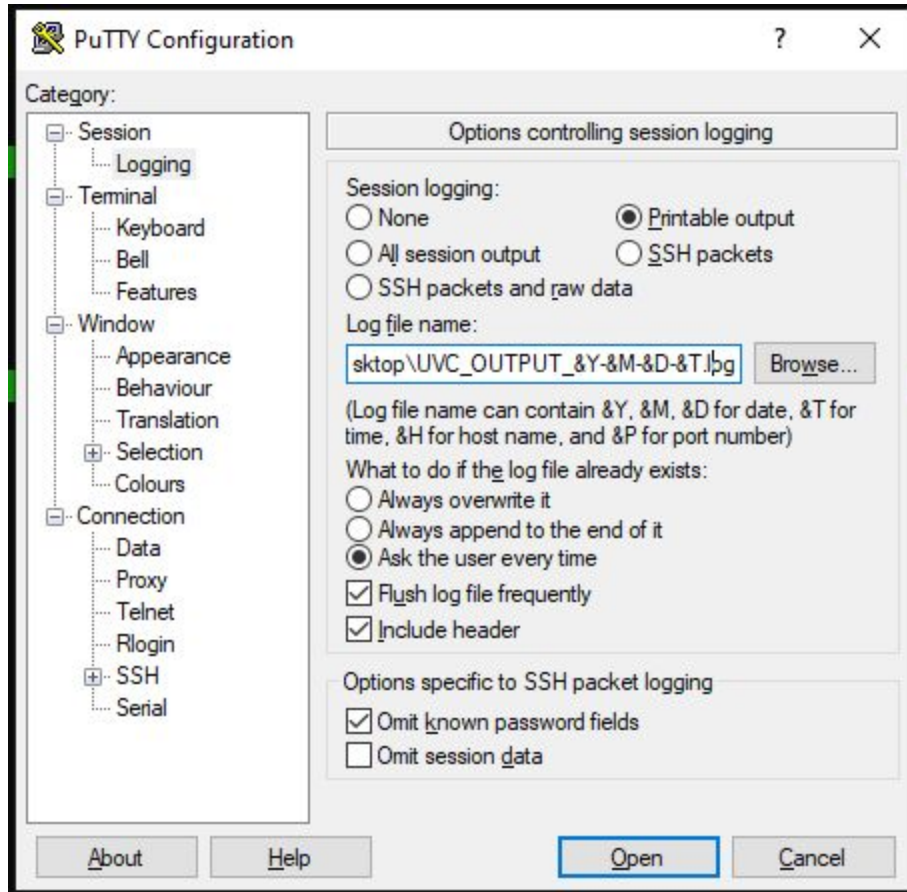 PuTTY Configuration
?
Category:
Session
Logging
Terminal
Keyboard
Bell
Features
Window
Appearance
Behaviour
Translation
Selection
Colours
Connection
Data
Proxy
Telnet
Rlogin
SSH
Serial
Options controlling session logging
Session logging:
None
Printable output
All session output
SSH packets
SSH packets and raw data
Log file name:
sktop\UVC_OUTPUT_&Y-&M-&D-&T.log
Browse...
(Log file name can contain &Y, &M, &D for date, &T for
time, &H for host name, and &P for port number)
What to do if the log file already exists:
Always overwrite it
Always append to the end of it
Ask the user every time
Flush log file frequently
Include header
Options specific to SSH packet logging
Omit known password fields
Omit session data
About
Help
Open
Cancel